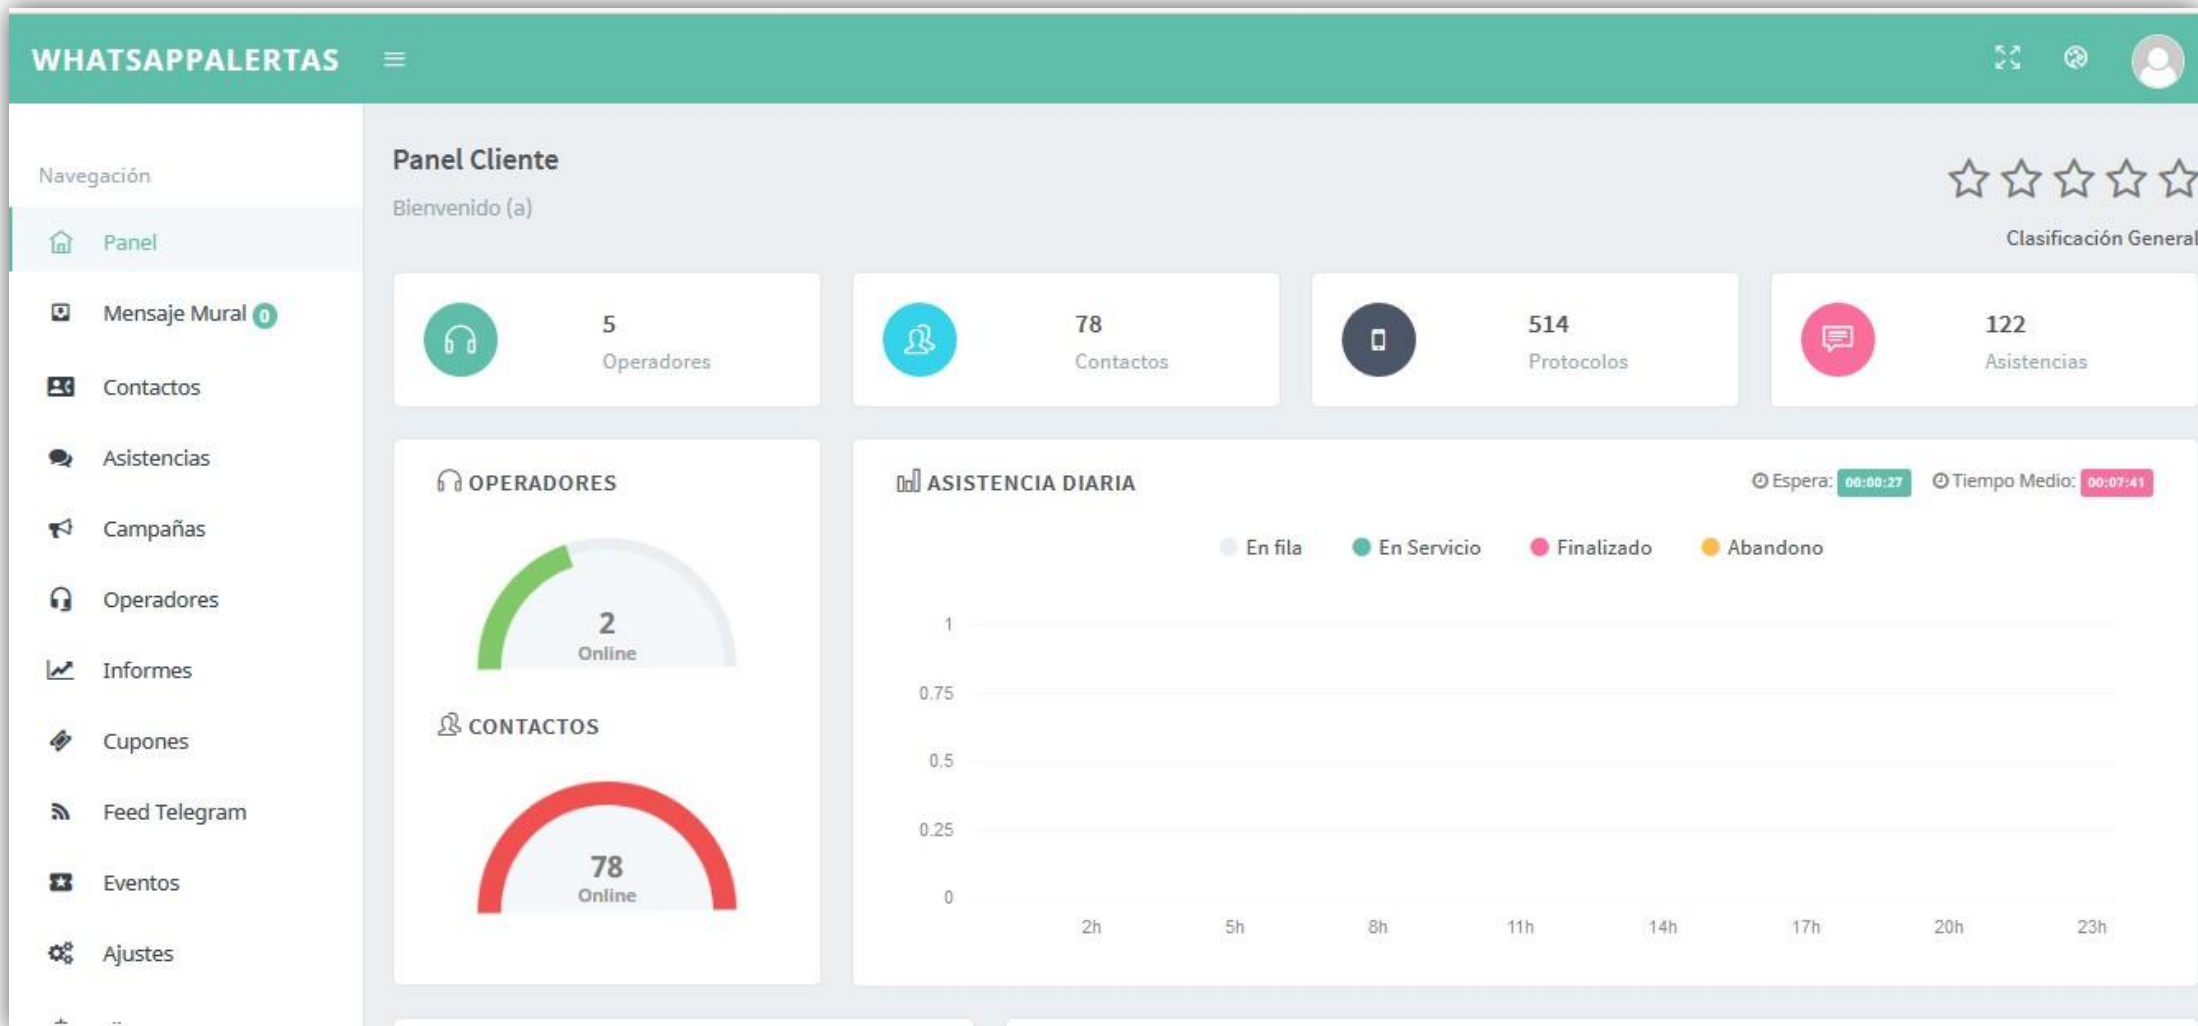 WHATSAPPALERTAS
Navegación
Panel
Mensaje Mural 0
Contactos
Asistencias
Campañas
Operadores
Informes
Cupones
Feed Telegram
Eventos
Ajustes
Panel Cliente
Bienvenido (a)
Clasificación General
5
Operadores
78
Contactos
514
Protocolos
122
Asistencias
OPERADORES
2
Online
CONTACTOS
78
Online
ASISTENCIA DIARIA
Espera: 00:00:27 Tiempo Medio: 00:07:41
En fila En Servicio Finalizado Abandono
1
0.75
0.5
0.25
0
2h 5h 8h 11h 14h 17h 20h 23h